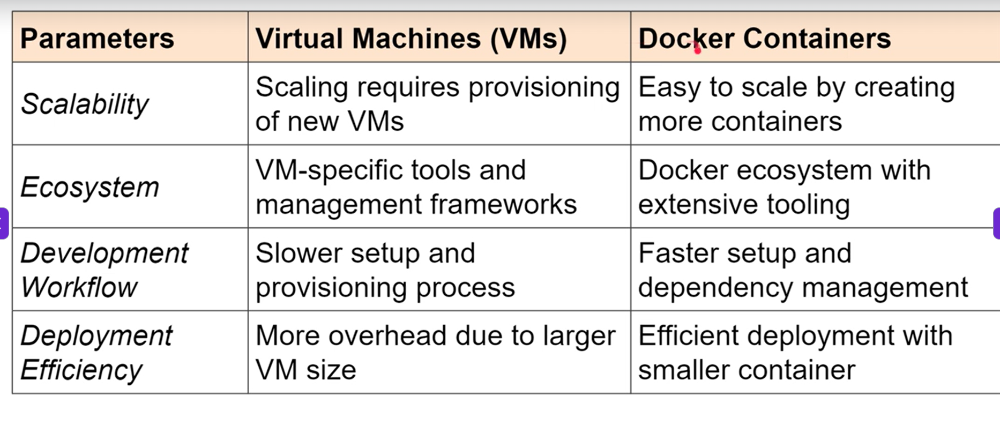 Parameters
Virtual Machines (VMs)
Docker Containers
Scalability
Scaling requires provisioning
of new VMs
Easy to scale by creating
more containers
Ecosystem
VM-specific tools and
management frameworks
Docker ecosystem with
extensive tooling
Development
Workflow
Slower setup and
provisioning process
Faster setup and
dependency management
Deployment
Efficiency
More overhead due to larger
VM size
Efficient deployment with
smaller container